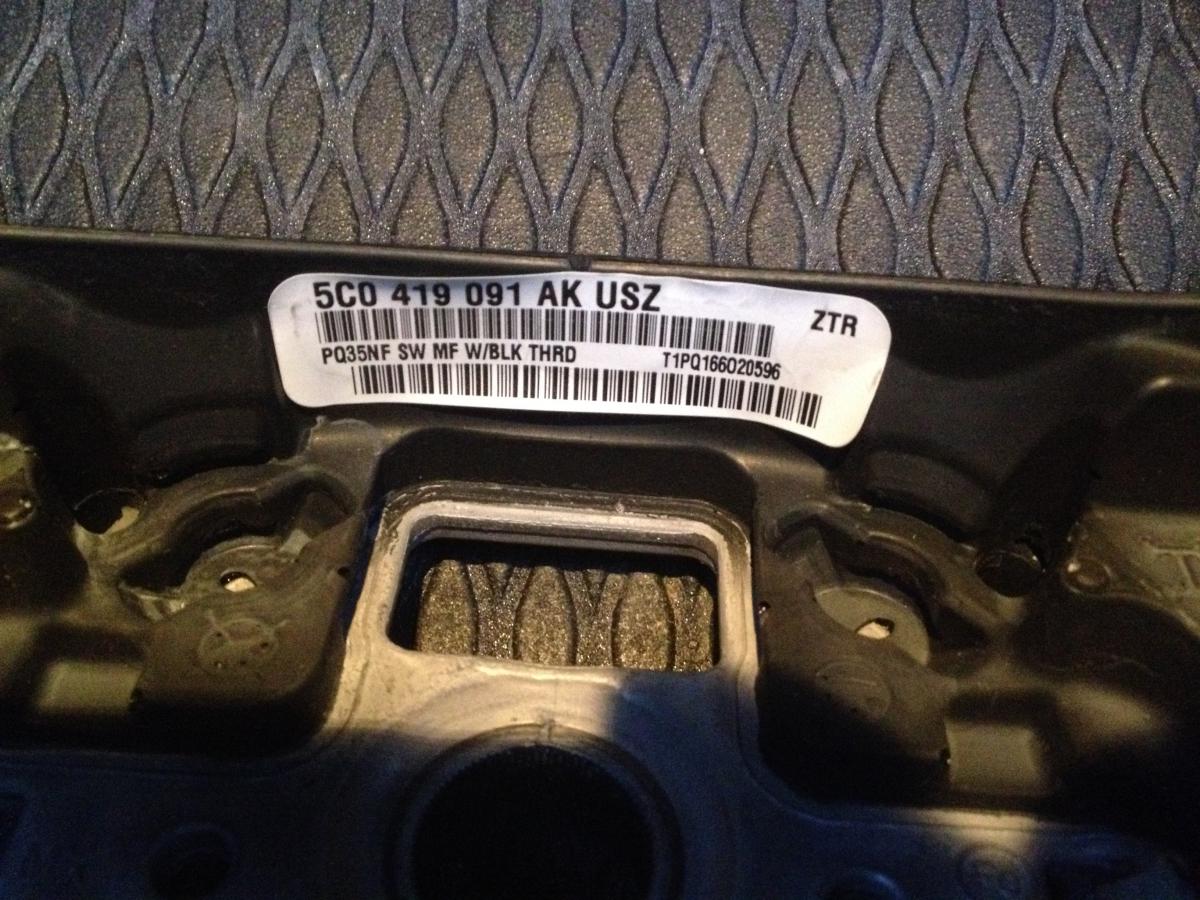 5C0 419 091 AK USZ
ZTR
PQ35NF SW MF W/BLK THRD T1PQ166020596